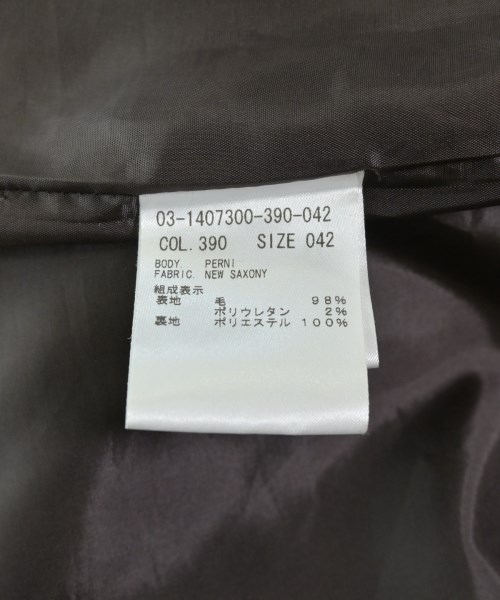 03-1407300-390-042
COL. 390 SIZE 042
BODY. PERNI
FABRIC. NEW SAXONY
組成表示
表地 毛 98%
ポリウレタン 2%
裏地 ポリエステル 100%